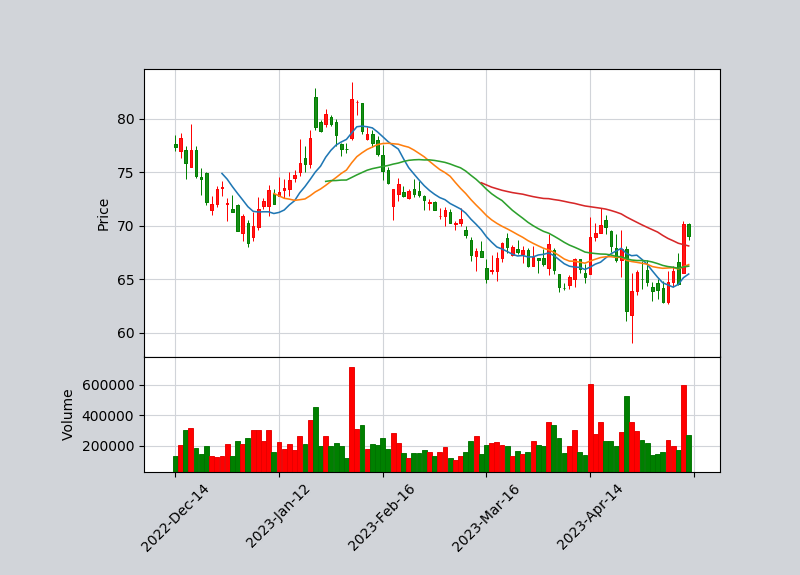 80
75
70
65
60
Price
600000
400000
200000
Volume
2022-Dec-14
2023-Jan-12
2023-Feb-16
2023-Mar-16
2023-Apr-14